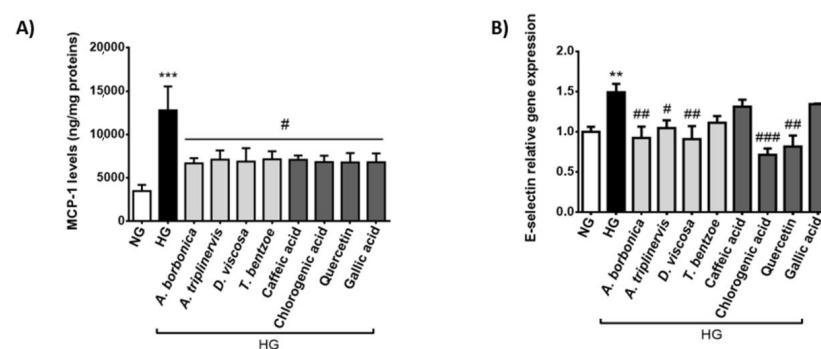 A)
MCP-1 levels (ng/mg proteins)
20000
15000
10000
5000
0
***
#
NG
HG
A. borbonica
A. triplinervis
D. viscosa
T. bentzoe
Caffeic acid
Chlorogenic acid
Quercetin
Gallic acid
HG
B)
E-selectin relative gene expression
2.0
1.5
1.0
0.5
0.0
**
##
#
##
###
##
NG
HG
A. borbonica
A. triplinervis
D. viscosa
T. bentzoe
Caffeic acid
Chlorogenic acid
Quercetin
Gallic acid
HG